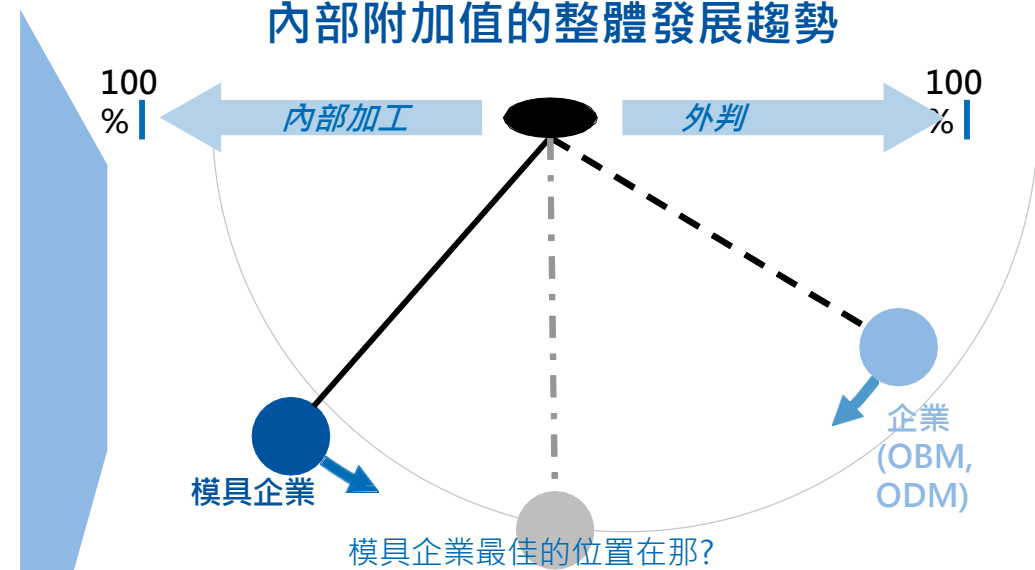 內部附加值的整體發展趨勢
100
%
內部加工
外判
100
%
企業
(OBM,
ODM)
模具企業
模具企業最佳的位置在那?